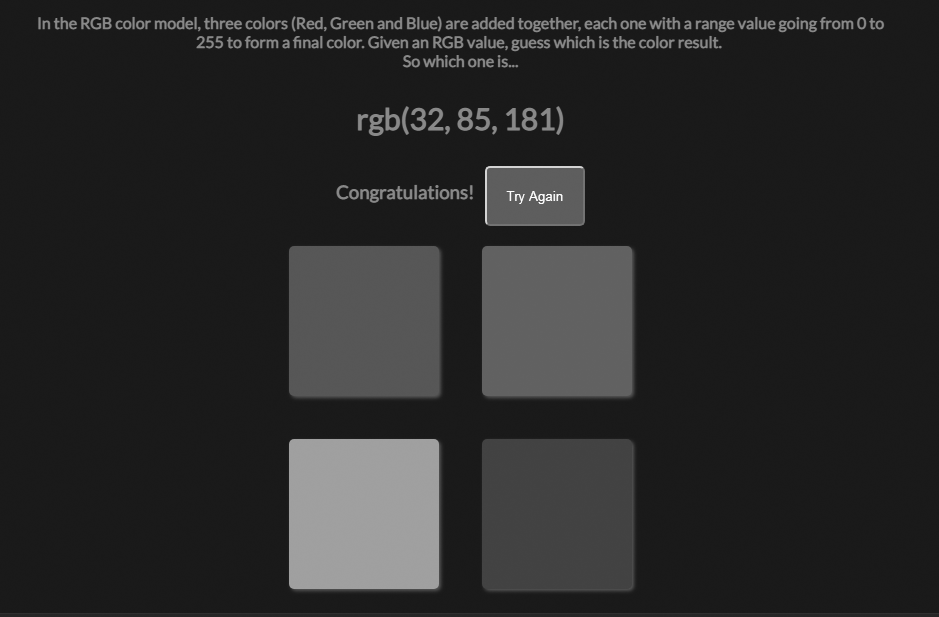 In the RGB color model, three colors (Red, Green and Blue) are added together, each one with a range value going from 0 to
255 to form a final color. Given an RGB value, guess which is the color result.
So which one is...
rgb(32, 85, 181)
Congratulations! Try Again